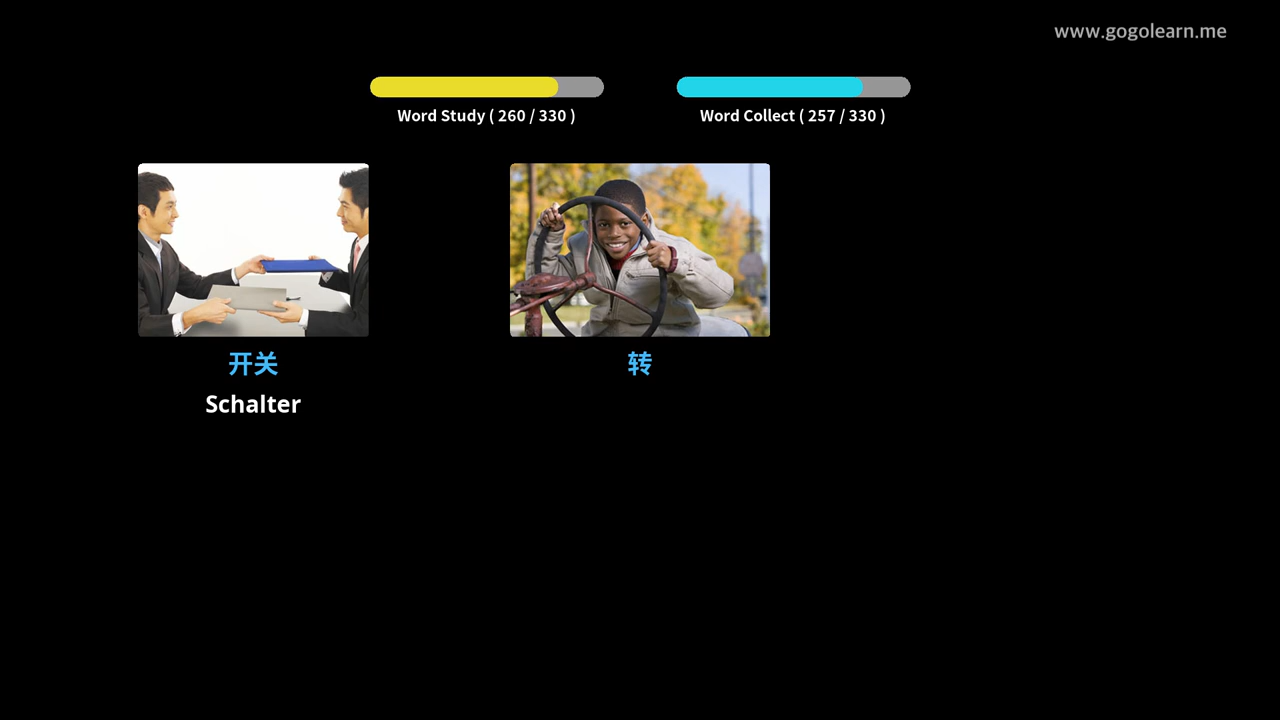 www.gogolearn.me
Word Study ( 260 / 330 )
Word Collect ( 257 / 330 )
开关
转
Schalter